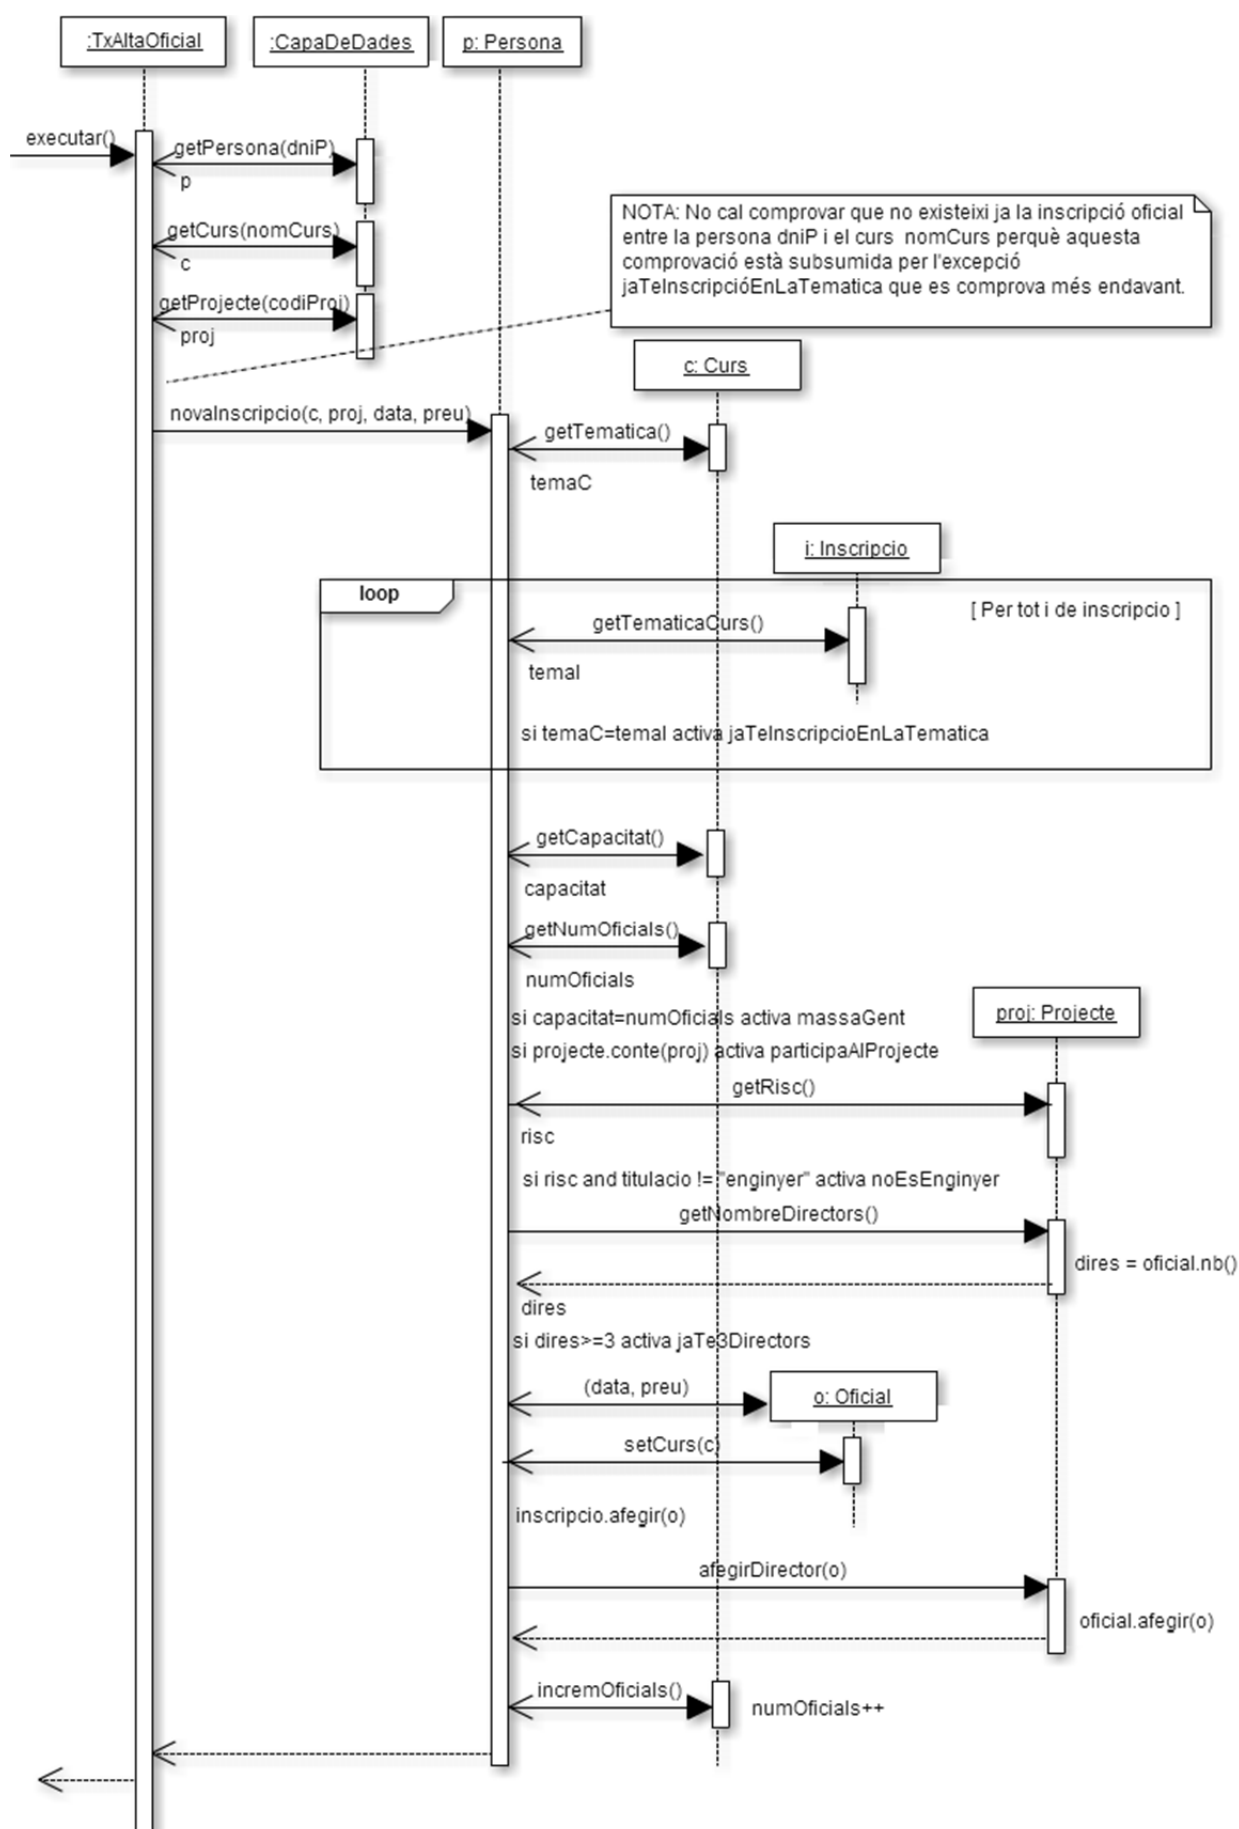 :TxAltaOficial
:CapaDeDades
p: Persona
executar()
getPersona(dniP)
p
getCurs(nomCurs)
c
getProjecte(codiProj)
proj
NOTA: No cal comprovar que no existeixi ja la inscripció oficial
entre la persona dniP i el curs nomCurs perquè aquesta
comprovació està subsumida per l'excepció
jaTeInscripcióEnLaTematica que es comprova més endavant.
c: Curs
novaInscripcio(c, proj, data, preu)
getTematica()
temaC
i: Inscripcio
loop
[ Per tot i de inscripcio ]
getTematicaCurs()
temaI
si temaC=temaI activa jaTeInscripcioEnLaTematica
getCapacitat()
capacitat
getNumOficials()
numOficials
si capacitat=numOficials activa massaGent
proj: Projecte
si projecte.conte(proj) activa participaAlProjecte
getRisc()
risc
si risc and titulacio != "enginyer" activa noEsEnginyer
getNombreDirectors()
dires = oficial.nb()
dires
si dires>=3 activa jaTe3Directors
(data, preu)
o: Oficial
setCurs(c)
inscripcio.afegir(o)
afegirDirector(o)
oficial.afegir(o)
incremOficials()
numOficials++